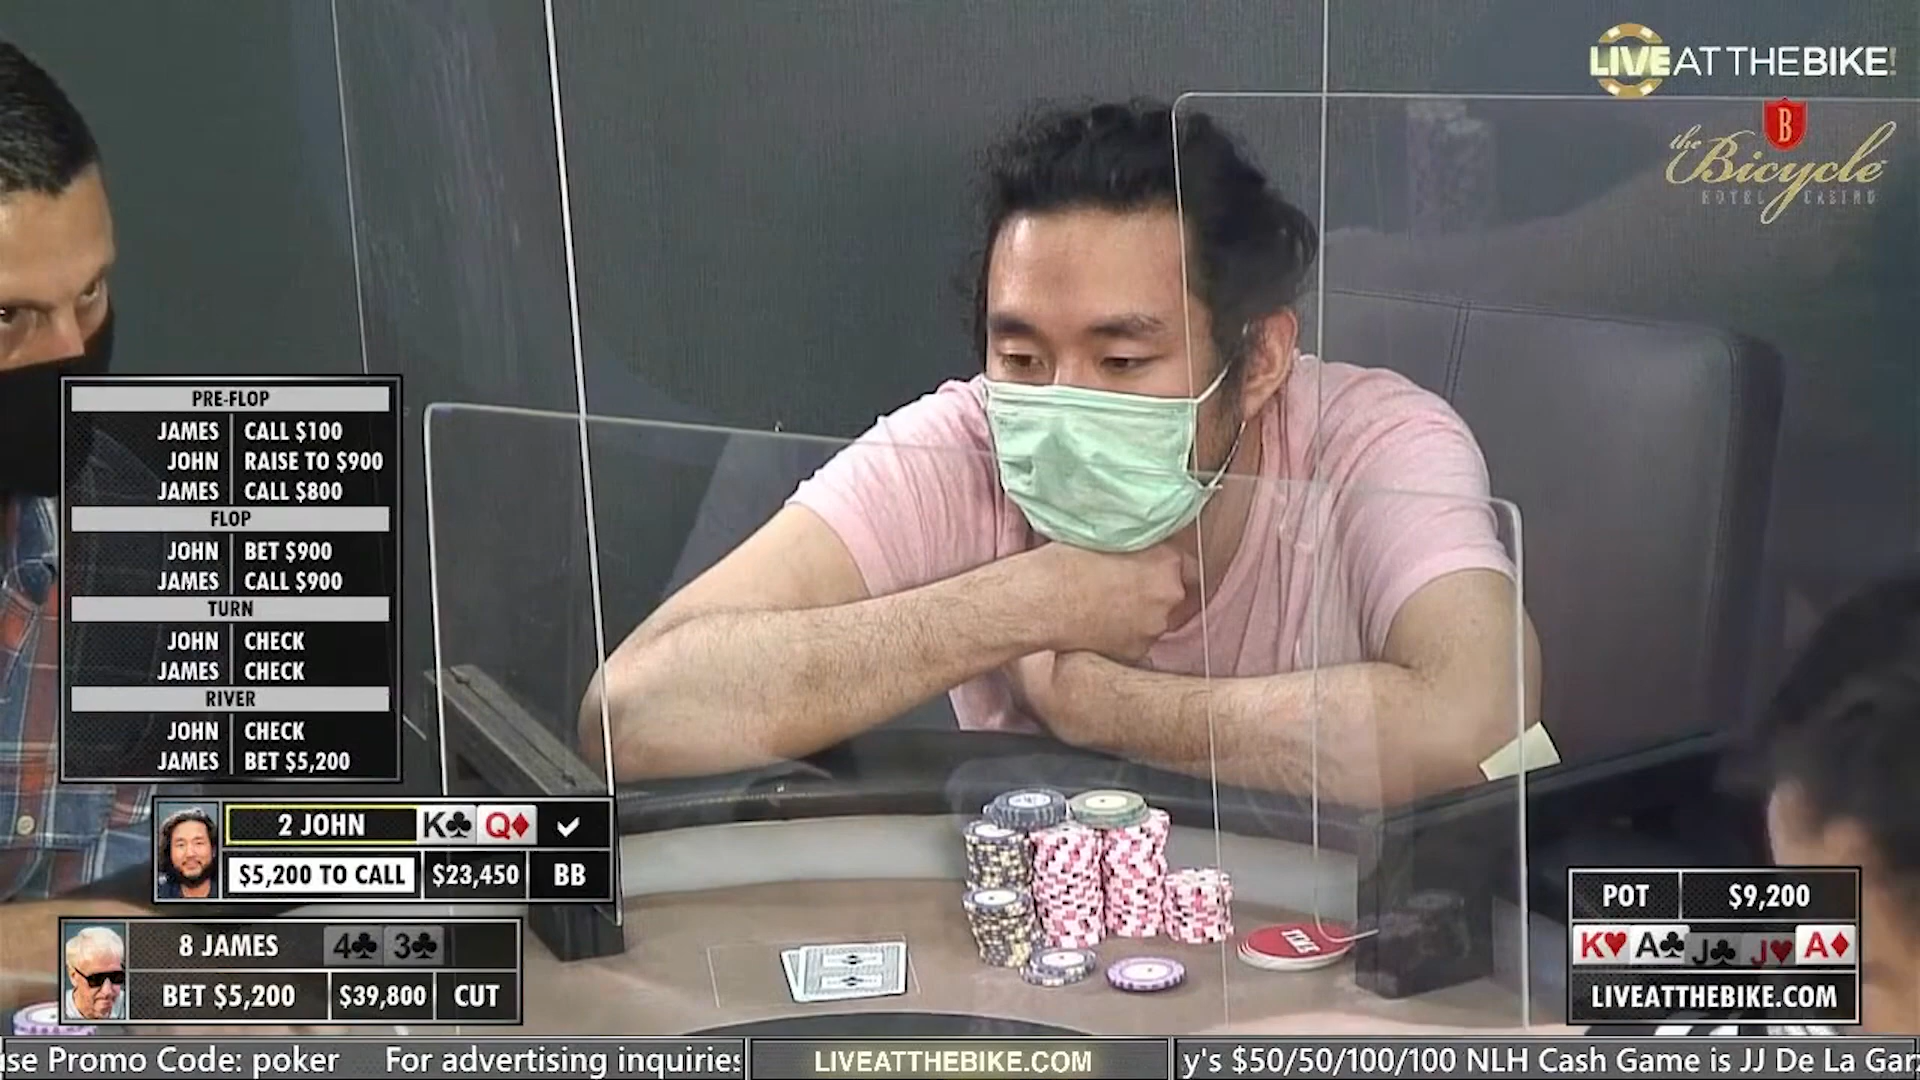 LIVEATTHEBIKE!
B
the Bicycle
HOTEL CASINO
PRE-FLOP
JAMES CALL $100
JOHN RAISE TO $900
JAMES CALL $800
FLOP
JOHN BET $900
JAMES CALL $900
TURN
JOHN CHECK
JAMES CHECK
RIVER
JOHN CHECK
JAMES BET $5,200
2 JOHN K♣ Q♦ ✓
$5,200 TO CALL $23,450 BB
8 JAMES 4♣ 3♣
BET $5,200 $39,800 CUT
TIME
POT $9,200
K♥ A♣ J♣ J♥ A♦
LIVEATTHEBIKE.COM
se Promo Code: poker For advertising inquiries
LIVEATTHEBIKE.COM
y's $50/50/100/100 NLH Cash Game is JJ De La Gar